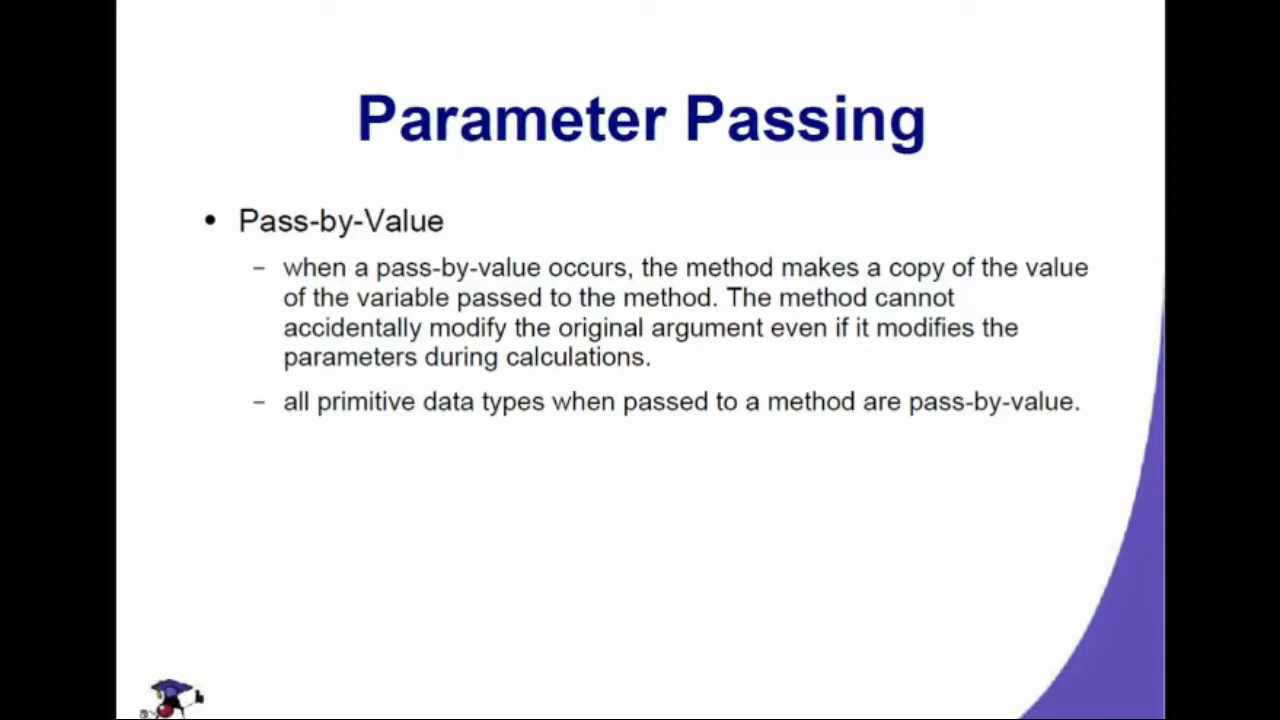 Parameter Passing
• Pass-by-Value
– when a pass-by-value occurs, the method makes a copy of the value
of the variable passed to the method. The method cannot
accidentally modify the original argument even if it modifies the
parameters during calculations.
– all primitive data types when passed to a method are pass-by-value.